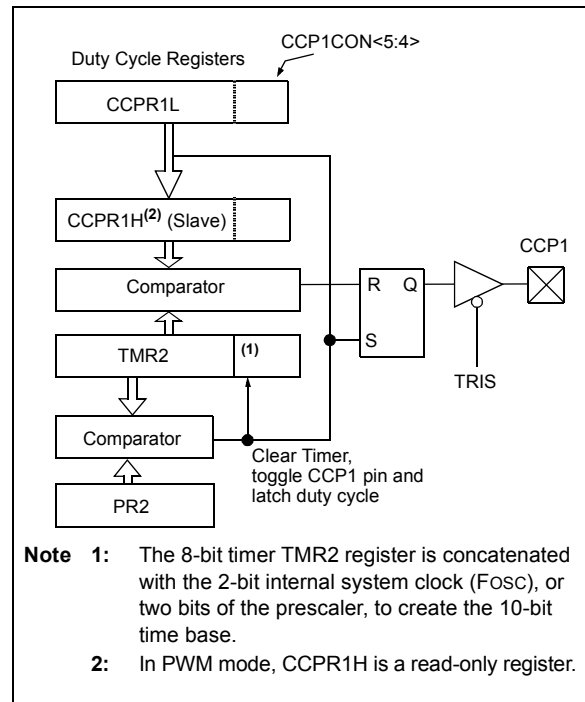 CCP1CON<5:4>
Duty Cycle Registers
CCPR1L
CCPR1H(2) (Slave)
CCP1
Comparator
R Q
TMR2
(1)
S
TRIS
Comparator
Clear Timer,
toggle CCP1 pin and
latch duty cycle
PR2
Note 1: The 8-bit timer TMR2 register is concatenated
with the 2-bit internal system clock (FOSC), or
two bits of the prescaler, to create the 10-bit
time base.
2: In PWM mode, CCPR1H is a read-only register.